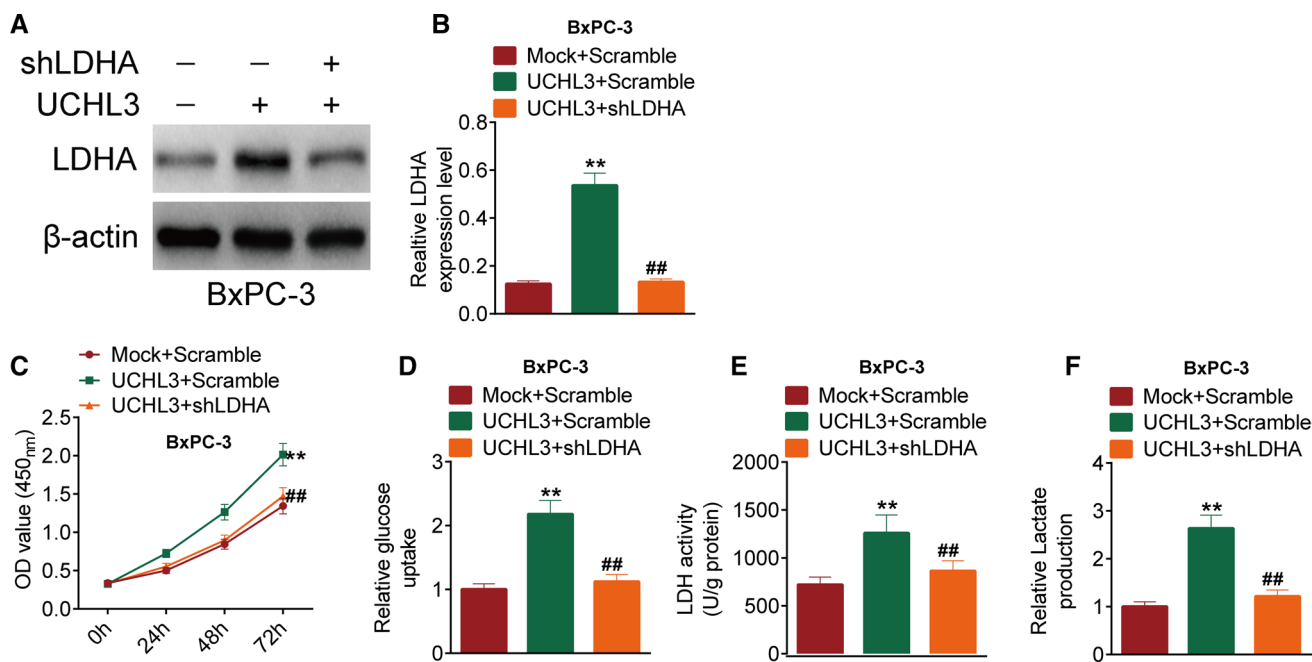 A
shLDHA − − +
UCHL3 − + +
LDHA
β-actin
BxPC-3
B
BxPC-3
Mock+Scramble
UCHL3+Scramble
UCHL3+shLDHA
Realtive LDHA
expression level
0.8
0.6
0.4
0.2
0.0
**
##
C
Mock+Scramble
UCHL3+Scramble
UCHL3+shLDHA
BxPC-3
OD value (450nm)
2.5
2.0
1.5
1.0
0.5
0.0
**
##
0h 24h 48h 72h
D
BxPC-3
Mock+Scramble
UCHL3+Scramble
UCHL3+shLDHA
Relative glucose
uptake
3
2
1
0
**
##
E
BxPC-3
Mock+Scramble
UCHL3+Scramble
UCHL3+shLDHA
LDH activity
(U/g protein)
2000
1500
1000
500
0
**
##
F
BxPC-3
Mock+Scramble
UCHL3+Scramble
UCHL3+shLDHA
Relative Lactate
production
4
3
2
1
0
**
##